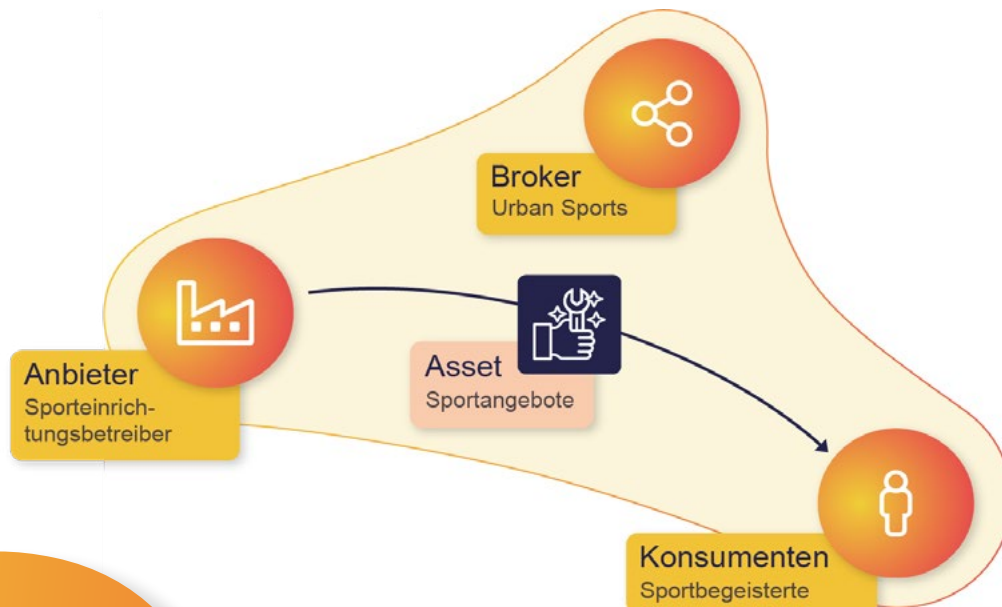 Broker
Urban Sports
Anbieter
Sporteinrich-
tungsbetreiber
Asset
Sportangebote
Konsumenten
Sportbegeisterte